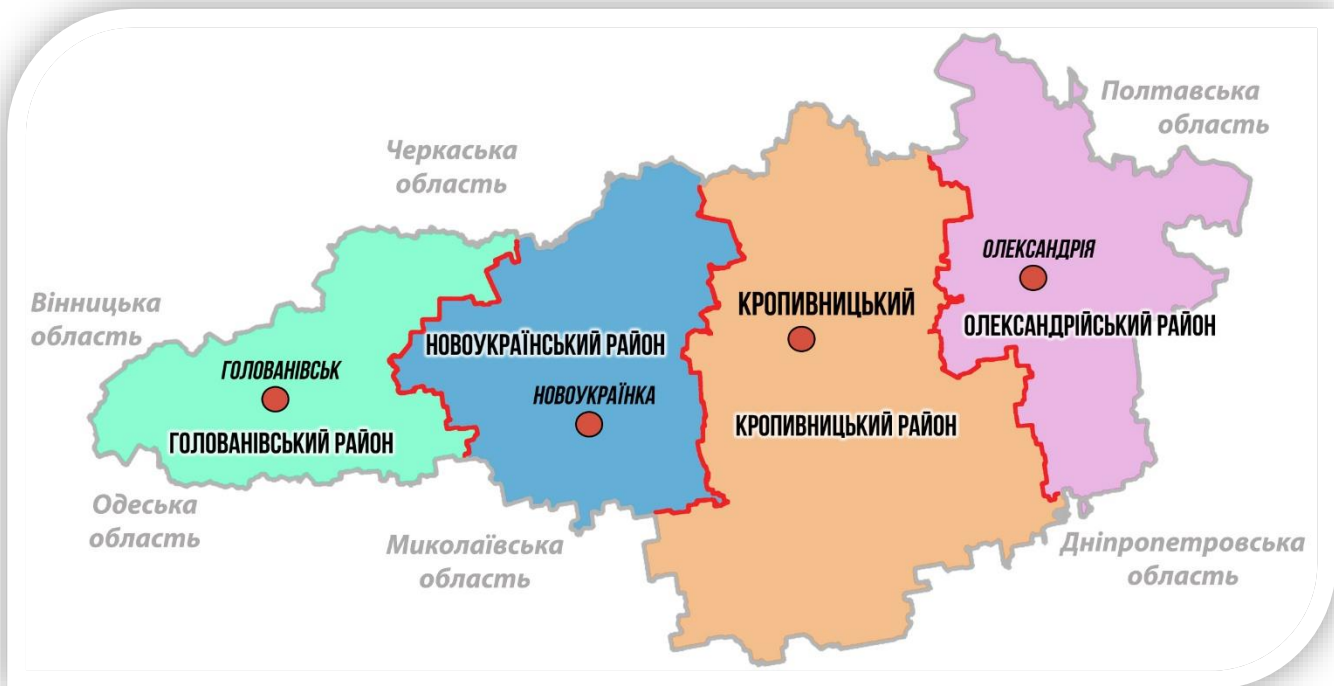 Полтавська
область
Черкаська
область
ОЛЕКСАНДРІЯ
Вінницька
область
КРОПИВНИЦЬКИЙ
ОЛЕКСАНДРІЙСЬКИЙ РАЙОН
НОВОУКРАЇНСЬКИЙ РАЙОН
ГОЛОВАНІВСЬК
НОВОУКРАЇНКА
КРОПИВНИЦЬКИЙ РАЙОН
ГОЛОВАНІВСЬКИЙ РАЙОН
Одеська
область
Миколаївська
область
Дніпропетровська
область